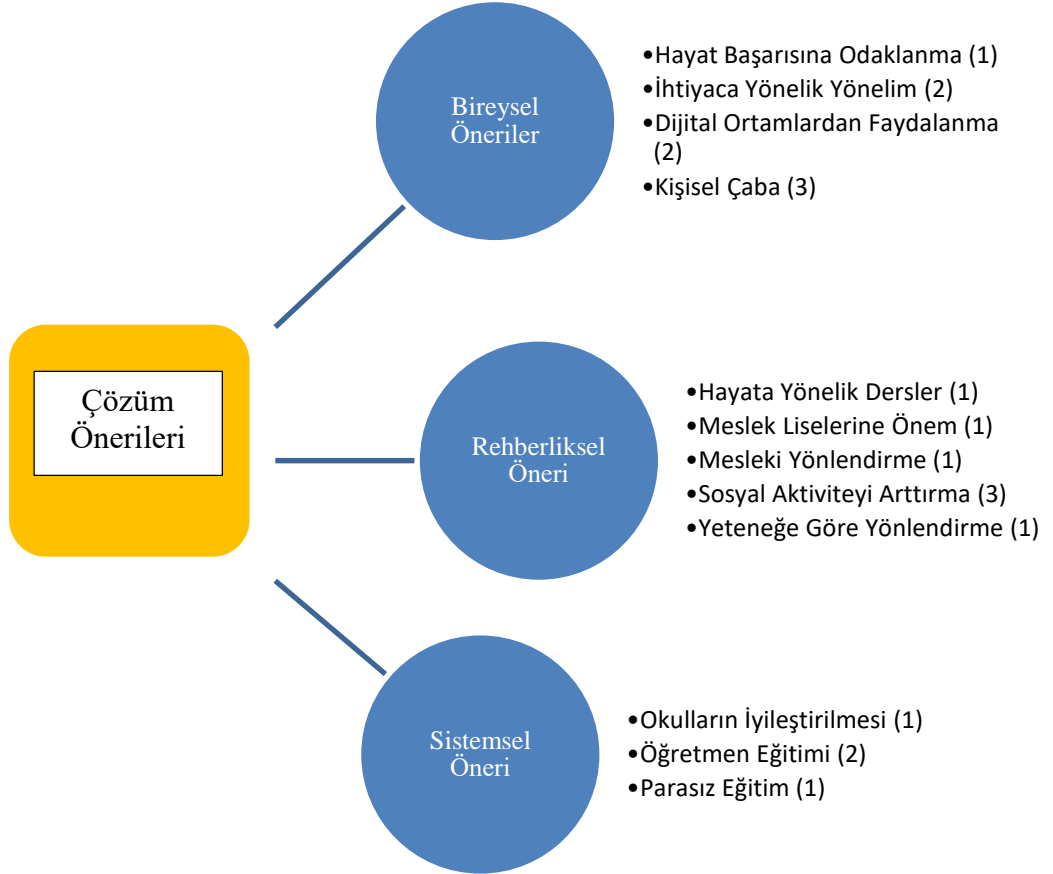 Çözüm
Önerileri
Bireysel
Öneriler
•Hayat Başarısına Odaklanma (1)
•İhtiyaca Yönelik Yönelim (2)
•Dijital Ortamlardan Faydalanma
(2)
•Kişisel Çaba (3)
Rehberliksel
Öneri
•Hayata Yönelik Dersler (1)
•Meslek Liselerine Önem (1)
•Mesleki Yönlendirme (1)
•Sosyal Aktiviteyi Arttırma (3)
•Yeteneğe Göre Yönlendirme (1)
Sistemsel
Öneri
•Okulların İyileştirilmesi (1)
•Öğretmen Eğitimi (2)
•Parasız Eğitim (1)